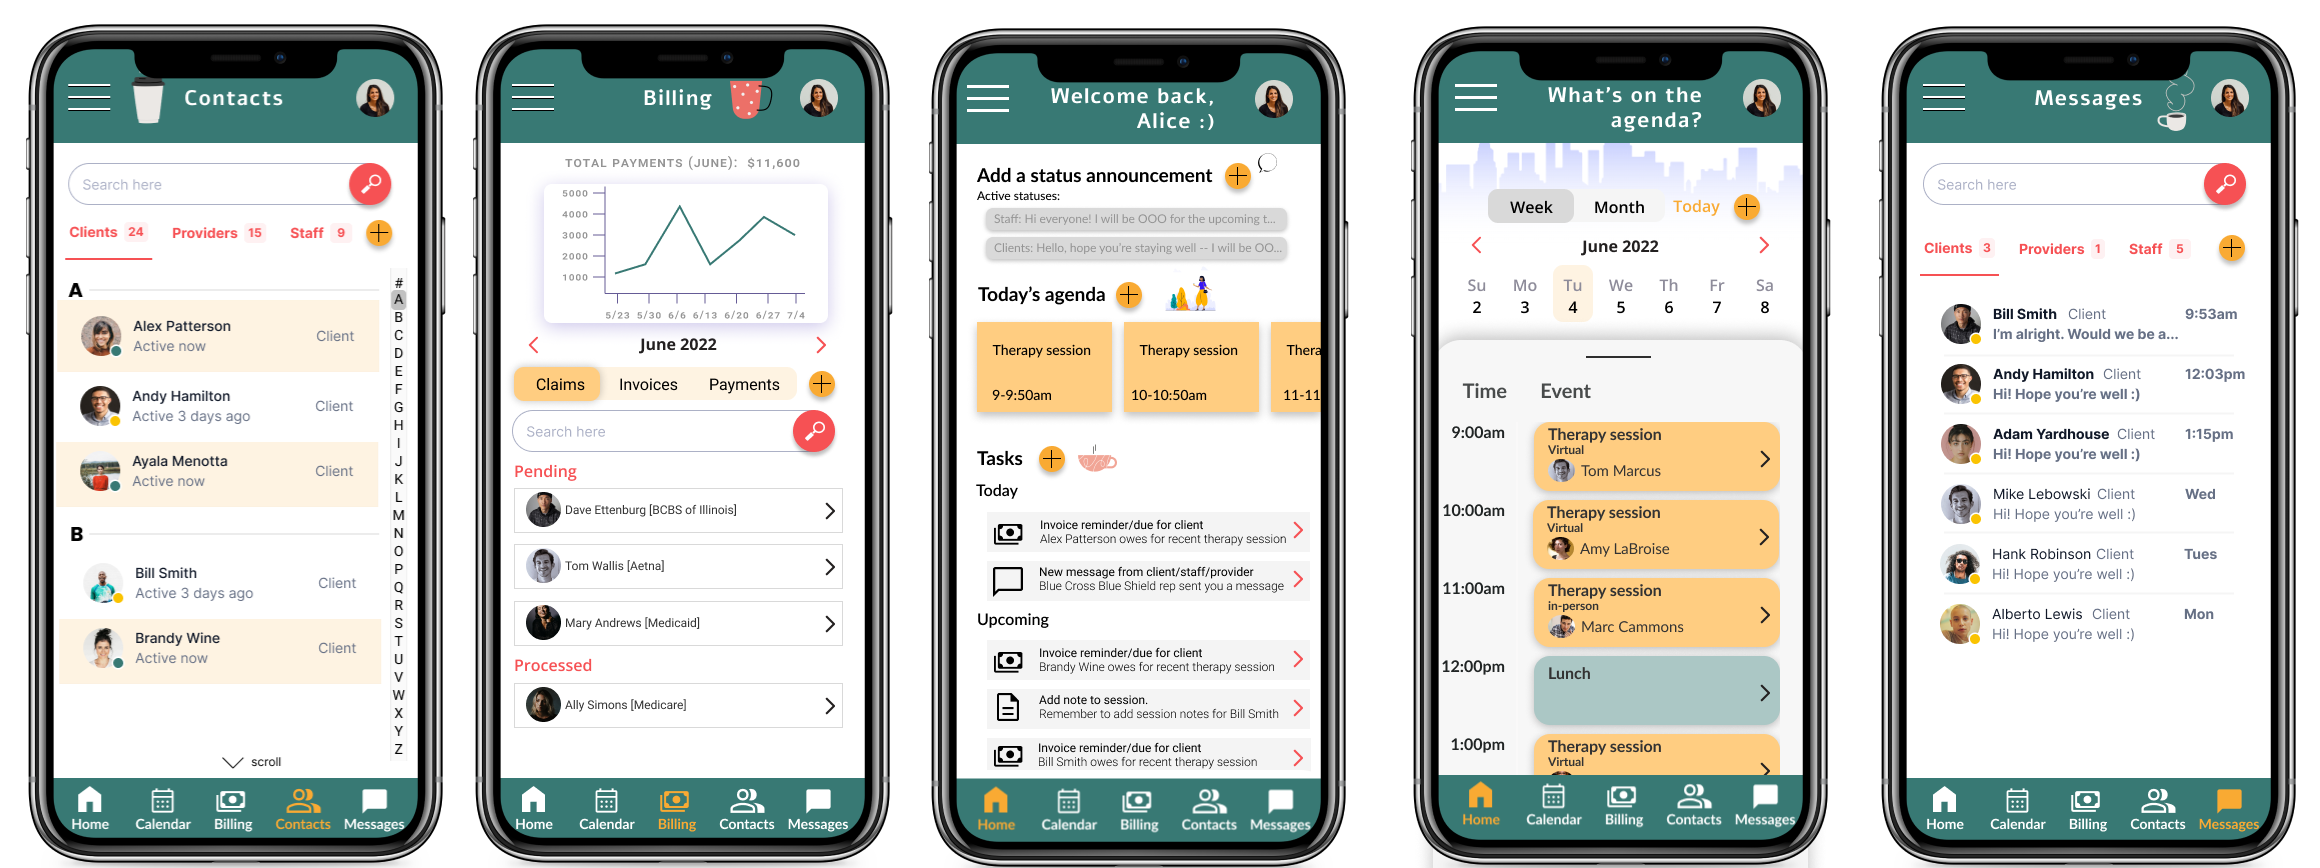 Contacts
Search here
Clients 24 Providers 15 Staff 9
A
Alex Patterson
Active now
Client
Andy Hamilton
Active 3 days ago
Client
Ayala Menotta
Active now
Client
B
Bill Smith
Active 3 days ago
Client
Brandy Wine
Active now
Client
#
A
B
C
D
E
F
G
H
I
J
K
L
M
N
O
P
Q
R
S
T
U
V
W
X
Y
Z
scroll
Home Calendar Billing Contacts Messages
Billing
TOTAL PAYMENTS (JUNE): $11,600
5000
4000
3000
2000
1000
5/23 5/30 6/6 6/13 6/20 6/27 7/4
June 2022
Claims Invoices Payments
Search here
Pending
Dave Ettenburg [BCBS of Illinois]
Tom Wallis [Aetna]
Mary Andrews [Medicaid]
Processed
Ally Simons [Medicare]
Home Calendar Billing Contacts Messages
Welcome back,
Alice :)
Add a status announcement
Active statuses:
Staff: Hi everyone! I will be OOO for the upcoming t...
Clients: Hello, hope you're staying well -- I will be OO...
Today's agenda
Therapy session
9-9:50am
Therapy session
10-10:50am
Thera
11-11
Tasks
Today
Invoice reminder/due for client
Alex Patterson owes for recent therapy session
New message from client/staff/provider
Blue Cross Blue Shield rep sent you a message
Upcoming
Invoice reminder/due for client
Brandy Wine owes for recent therapy session
Add note to session.
Remember to add session notes for Bill Smith
Invoice reminder/due for client
Bill Smith owes for recent therapy session
Home Calendar Billing Contacts Messages
What's on the
agenda?
Week Month Today
June 2022
Su Mo Tu We Th Fr Sa
2 3 4 5 6 7 8
Time Event
9:00am
Therapy session
Virtual
Tom Marcus
10:00am
Therapy session
Virtual
Amy LaBroise
11:00am
Therapy session
in-person
Marc Cammons
12:00pm
Lunch
1:00pm
Therapy session
Virtual
Home Calendar Billing Contacts Messages
Messages
Search here
Clients 3 Providers 1 Staff 5
Bill Smith Client 9:53am
I'm alright. Would we be a...
Andy Hamilton Client 12:03pm
Hi! Hope you're well :)
Adam Yardhouse Client 1:15pm
Hi! Hope you're well :)
Mike Lebowski Client Wed
Hi! Hope you're well :)
Hank Robinson Client Tues
Hi! Hope you're well :)
Alberto Lewis Client Mon
Hi! Hope you're well :)
Home Calendar Billing Contacts Messages